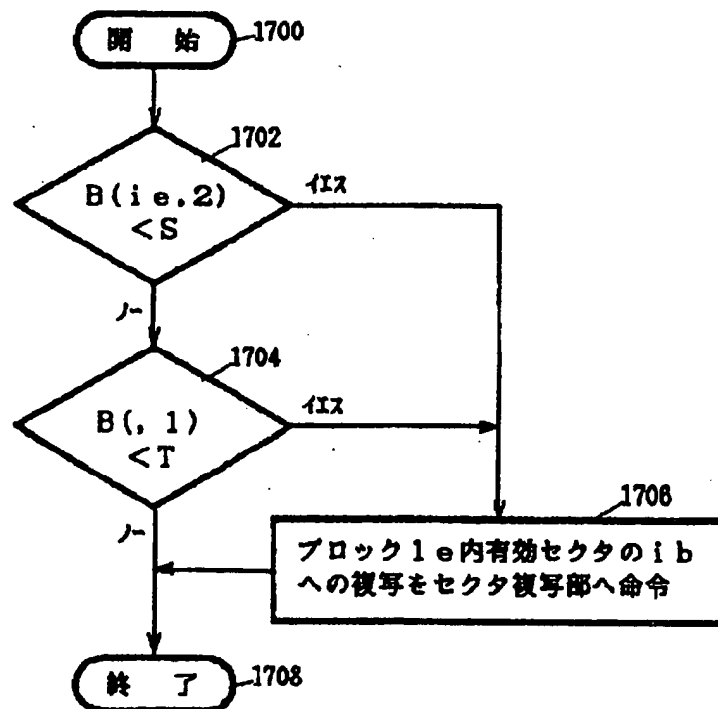 開 始
1700
1702
B(ie.2)
<S
イエス
ノー
1704
B(, 1)
<T
イエス
ノー
1706
ブロックie内有効セクタのib
への複写をセクタ複写部へ命令
終 了
1708